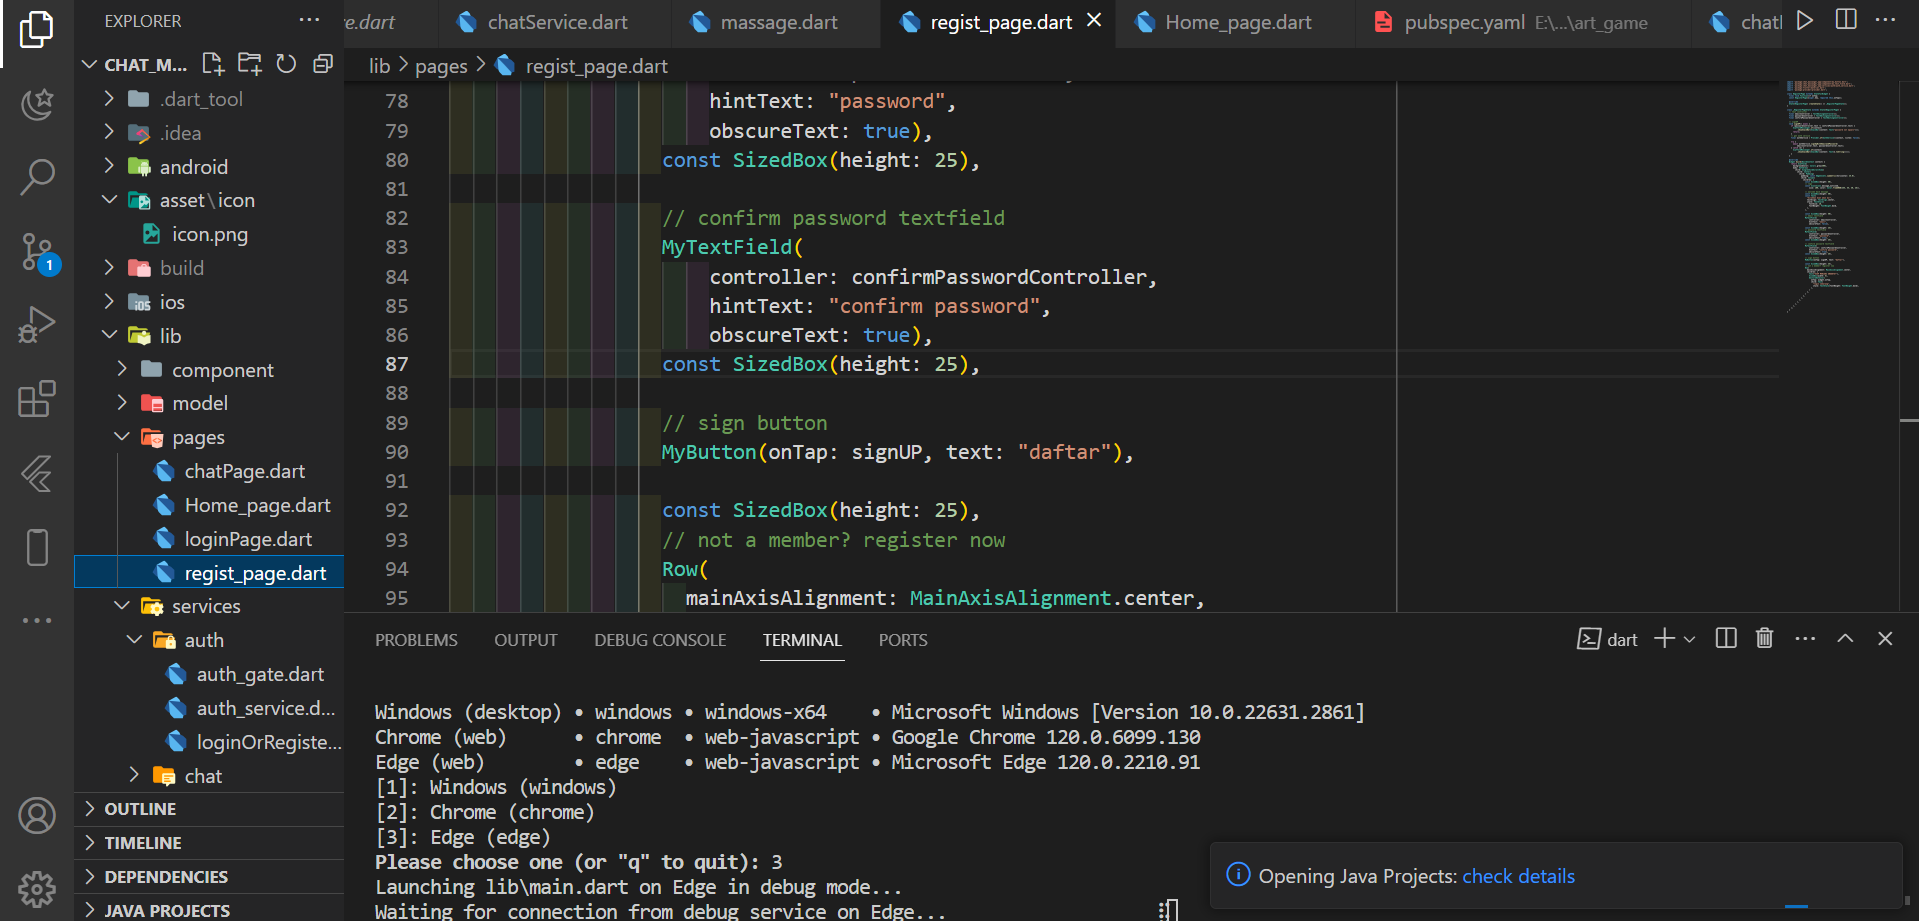 EXPLORER
CHAT_M...
.dart_tool
.idea
android
asset\icon
icon.png
build
ios
lib
component
model
pages
chatPage.dart
Home_page.dart
loginPage.dart
regist_page.dart
services
auth
auth_gate.dart
auth_service.d...
loginOrRegiste...
chat
OUTLINE
TIMELINE
DEPENDENCIES
JAVA PROJECTS
1
e.dart chatService.dart massage.dart regist_page.dart Home_page.dart pubspec.yaml E:\...\art_game chatl
lib > pages > regist_page.dart
78 hintText: "password",
79 obscureText: true),
80 const SizedBox(height: 25),
81
82 // confirm password textfield
83 MyTextField(
84 controller: confirmPasswordController,
85 hintText: "confirm password",
86 obscureText: true),
87 const SizedBox(height: 25),
88
89 // sign button
90 MyButton(onTap: signUP, text: "daftar"),
91
92 const SizedBox(height: 25),
93 // not a member? register now
94 Row(
95 mainAxisAlignment: MainAxisAlignment.center,
PROBLEMS OUTPUT DEBUG CONSOLE TERMINAL PORTS dart
Windows (desktop) • windows • windows-x64 • Microsoft Windows [Version 10.0.22631.2861]
Chrome (web) • chrome • web-javascript • Google Chrome 120.0.6099.130
Edge (web) • edge • web-javascript • Microsoft Edge 120.0.2210.91
[1]: Windows (windows)
[2]: Chrome (chrome)
[3]: Edge (edge)
Please choose one (or "q" to quit): 3
Launching lib\main.dart on Edge in debug mode...
Waiting for connection from debug service on Edge...
Opening Java Projects: check details